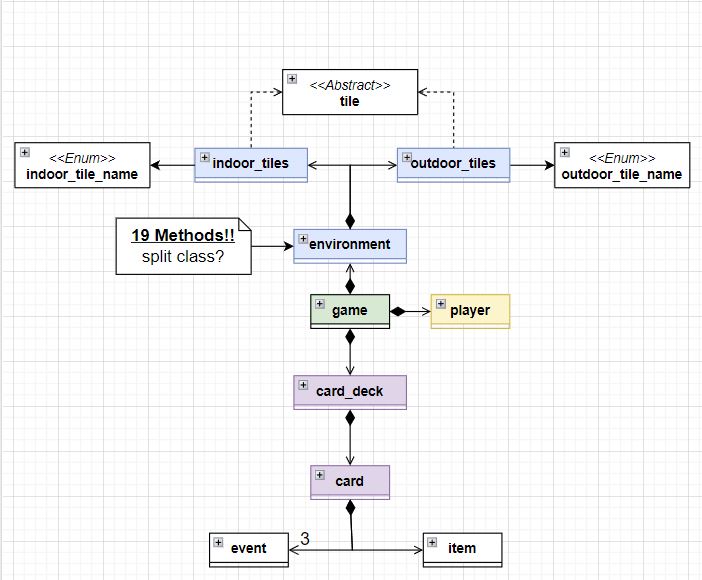 <<Abstract>>
tile
<<Enum>>
indoor_tile_name
indoor_tiles
outdoor_tiles
<<Enum>>
outdoor_tile_name
19 Methods!!
split class?
environment
game
player
card_deck
card
3
event
item